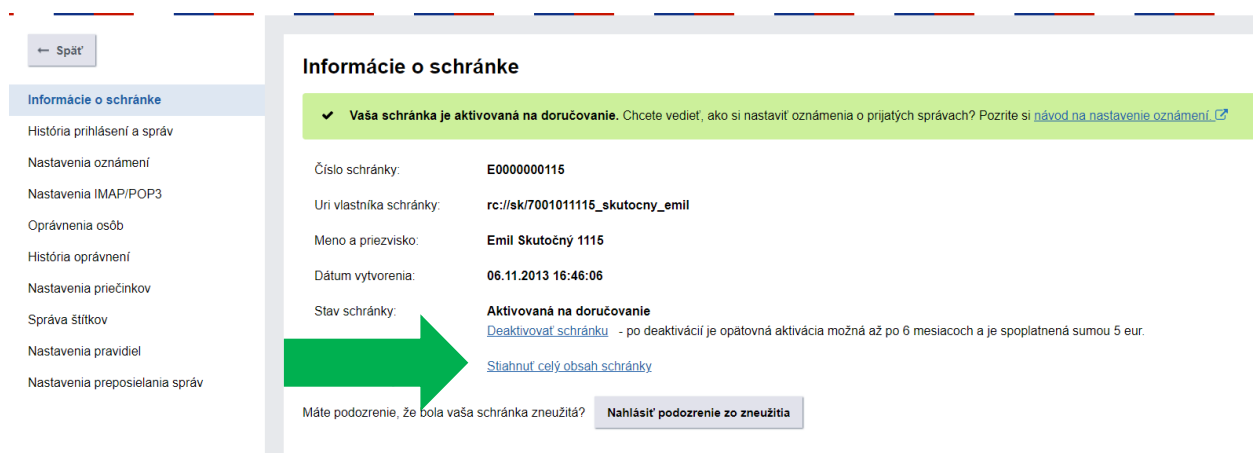 ← Späť
Informácie o schránke
História prihlásení a správ
Nastavenia oznámení
Nastavenia IMAP/POP3
Oprávnenia osôb
História oprávnení
Nastavenia priečinkov
Správa štítkov
Nastavenia pravidiel
Nastavenia preposielania správ
Informácie o schránke
✔ Vaša schránka je aktivovaná na doručovanie. Chcete vedieť, ako si nastaviť oznámenia o prijatých správach? Pozrite si návod na nastavenie oznámení.
Číslo schránky: E0000000115
Uri vlastníka schránky: rc://sk/7001011115_skutocny_emil
Meno a priezvisko: Emil Skutočný 1115
Dátum vytvorenia: 06.11.2013 16:46:06
Stav schránky: Aktivovaná na doručovanie
Deaktivovať schránku - po deaktivácií je opätovná aktivácia možná až po 6 mesiacoch a je spoplatnená sumou 5 eur.
Stiahnuť celý obsah schránky
Máte podozrenie, že bola vaša schránka zneužitá? Nahlásiť podozrenie zo zneužitia